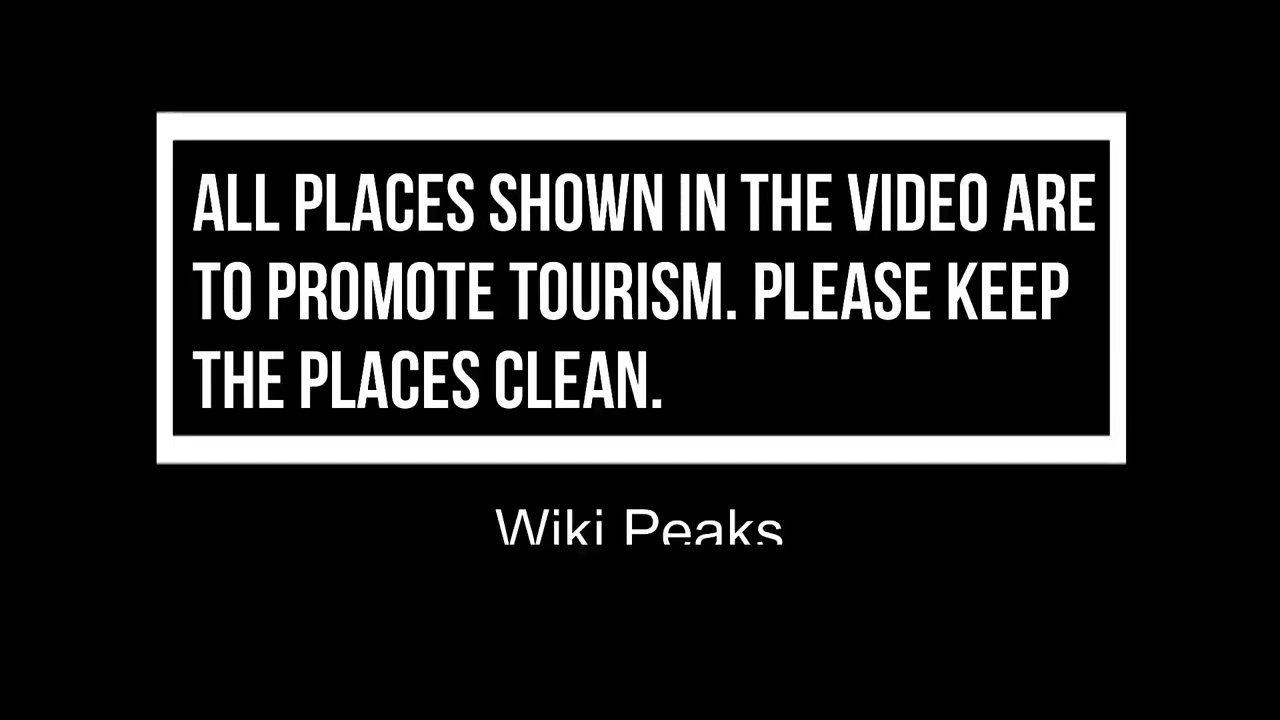 ALL PLACES SHOWN IN THE VIDEO ARE
TO PROMOTE TOURISM. PLEASE KEEP
THE PLACES CLEAN.
Wiki Peaks